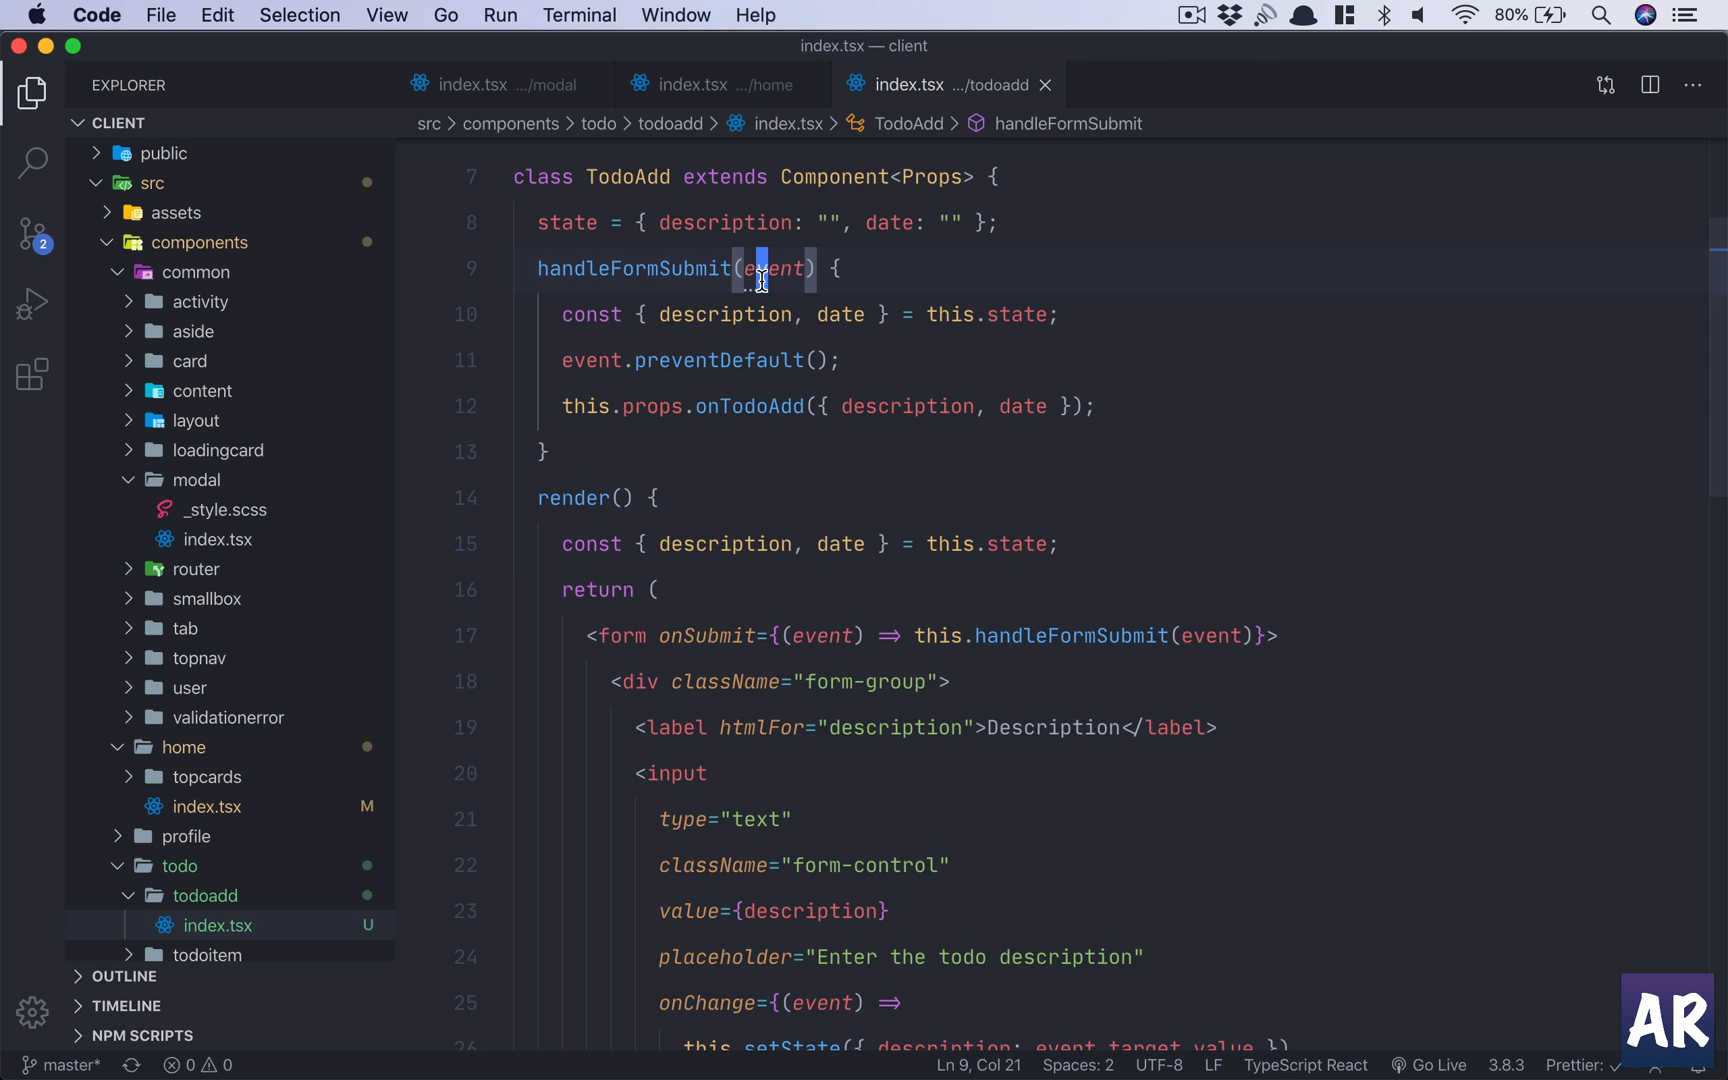 Code File Edit Selection View Go Run Terminal Window Help 80%
index.tsx — client
EXPLORER
index.tsx .../modal
index.tsx .../home
index.tsx .../todoadd
CLIENT
src > components > todo > todoadd > index.tsx > TodoAdd > handleFormSubmit
public
src
assets
components
common
activity
aside
card
content
layout
loadingcard
modal
_style.scss
index.tsx
router
smallbox
tab
topnav
user
validationerror
home
topcards
index.tsx M
profile
todo
todoadd
index.tsx U
todoitem
OUTLINE
TIMELINE
NPM SCRIPTS
2
7 class TodoAdd extends Component<Props> {
8 state = { description: "", date: "" };
9 handleFormSubmit(event) {
10 const { description, date } = this.state;
11 event.preventDefault();
12 this.props.onTodoAdd({ description, date });
13 }
14 render() {
15 const { description, date } = this.state;
16 return (
17 <form onSubmit={(event) => this.handleFormSubmit(event)}>
18 <div className="form-group">
19 <label htmlFor="description">Description</label>
20 <input
21 type="text"
22 className="form-control"
23 value={description}
24 placeholder="Enter the todo description"
25 onChange={(event) =>
26 this.setState({ description: event.target.value })
AR
master* 0 0 Ln 9, Col 21 Spaces: 2 UTF-8 LF TypeScript React Go Live 3.8.3 Prettier: ✓